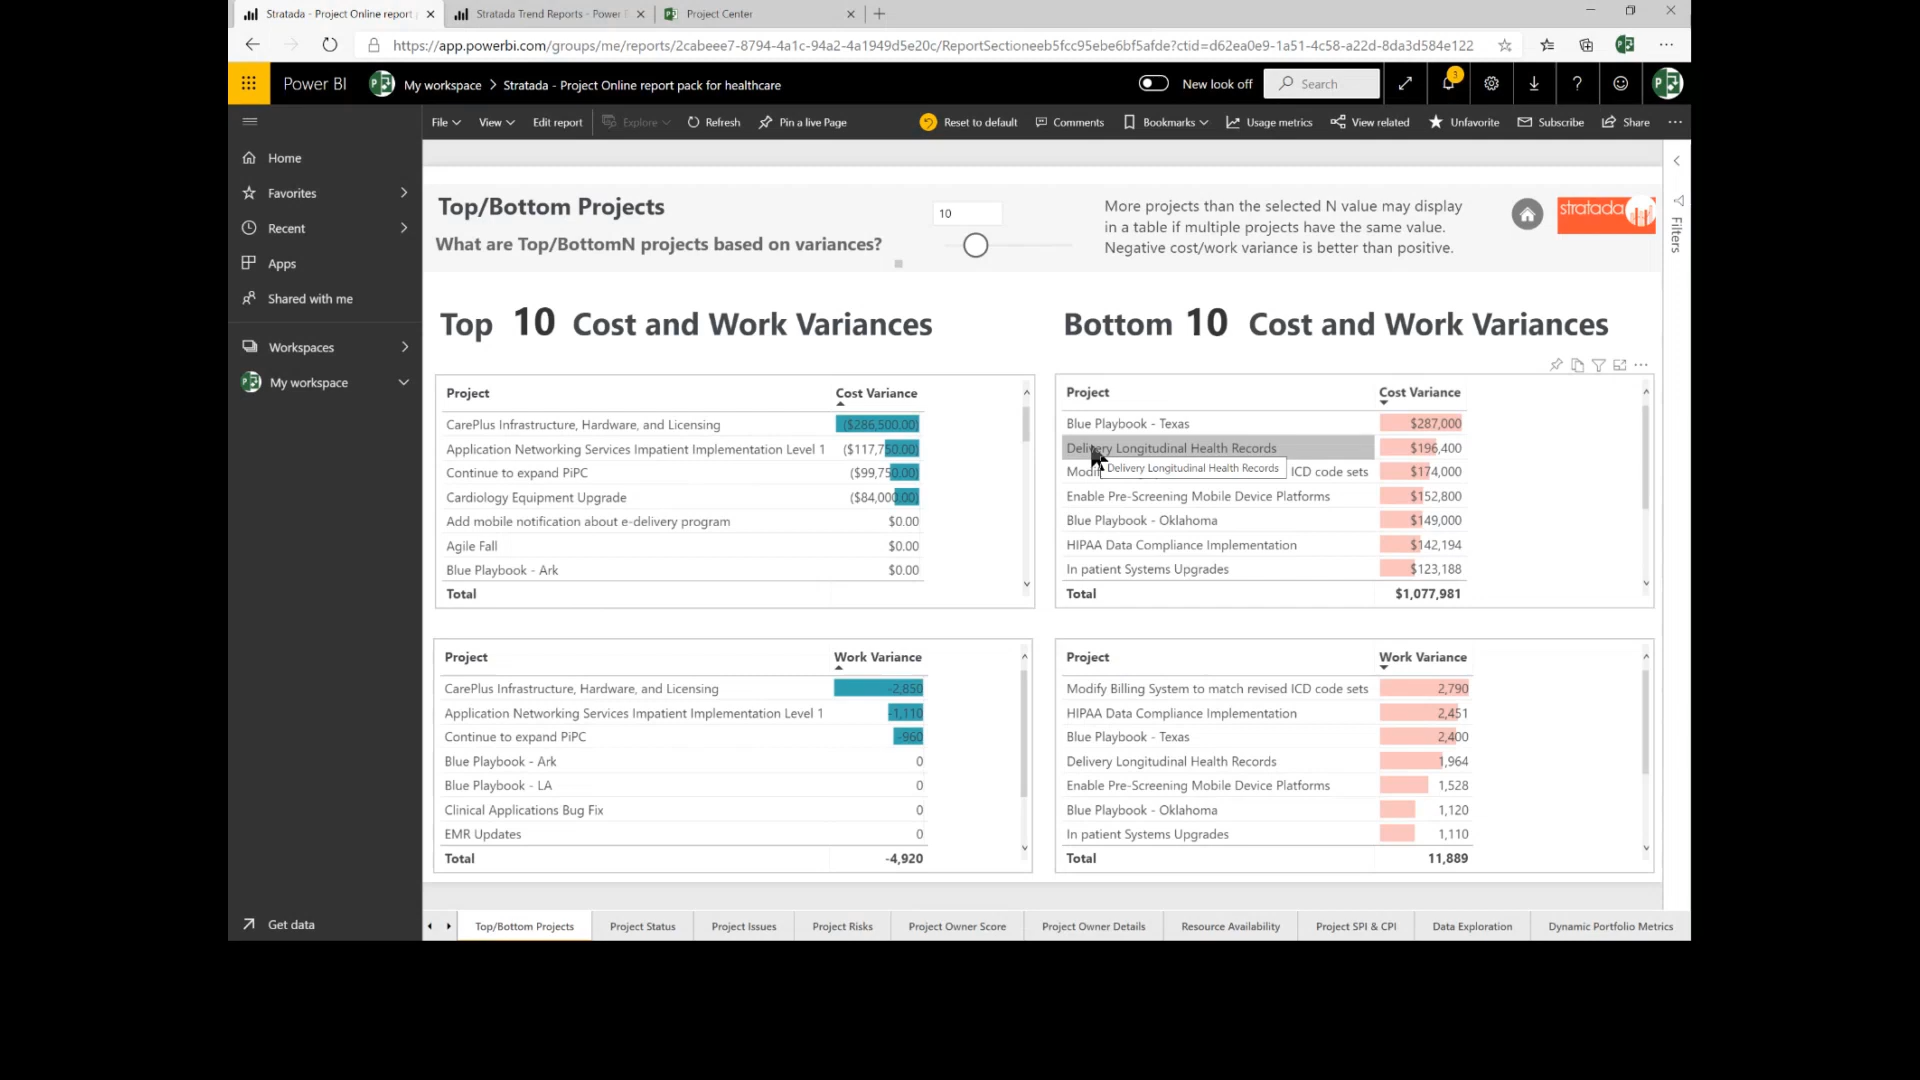 Stratada - Project Online report
Stratada Trend Reports - Power
Project Center
https://app.powerbi.com/groups/me/reports/2cabeee7-8794-4a1c-94a2-4a1949d5e20c/ReportSectioneeb5fcc95ebe6bf5afde?ctid=d62ea0e9-1a51-4c58-a22d-8da3d584e122
Power BI
My workspace > Stratada - Project Online report pack for healthcare
New look off
Search
3
File View Edit report Explore Refresh Pin a live Page
Reset to default Comments Bookmarks Usage metrics View related Unfavorite Subscribe Share
Home
Favorites
Recent
Apps
Shared with me
Workspaces
My workspace
Get data
Top/Bottom Projects
What are Top/BottomN projects based on variances?
10
More projects than the selected N value may display
in a table if multiple projects have the same value.
Negative cost/work variance is better than positive.
stratada
Filters
Top 10 Cost and Work Variances
Project Cost Variance
CarePlus Infrastructure, Hardware, and Licensing ($286,500.00)
Application Networking Services Impatient Implementation Level 1 ($117,750.00)
Continue to expand PiPC ($99,750.00)
Cardiology Equipment Upgrade ($84,000.00)
Add mobile notification about e-delivery program $0.00
Agile Fall $0.00
Blue Playbook - Ark $0.00
Total
Bottom 10 Cost and Work Variances
Project Cost Variance
Blue Playbook - Texas $287,000
Delivery Longitudinal Health Records $196,400
Delivery Longitudinal Health Records
ICD code sets $174,000
Enable Pre-Screening Mobile Device Platforms $152,800
Blue Playbook - Oklahoma $149,000
HIPAA Data Compliance Implementation $142,194
In patient Systems Upgrades $123,188
Total $1,077,981
Project Work Variance
CarePlus Infrastructure, Hardware, and Licensing -2,850
Application Networking Services Impatient Implementation Level 1 -1,110
Continue to expand PiPC -960
Blue Playbook - Ark 0
Blue Playbook - LA 0
Clinical Applications Bug Fix 0
EMR Updates 0
Total -4,920
Project Work Variance
Modify Billing System to match revised ICD code sets 2,790
HIPAA Data Compliance Implementation 2,451
Blue Playbook - Texas 2,400
Delivery Longitudinal Health Records 1,964
Enable Pre-Screening Mobile Device Platforms 1,528
Blue Playbook - Oklahoma 1,120
In patient Systems Upgrades 1,110
Total 11,889
Top/Bottom Projects Project Status Project Issues Project Risks Project Owner Score Project Owner Details Resource Availability Project SPI & CPI Data Exploration Dynamic Portfolio Metrics